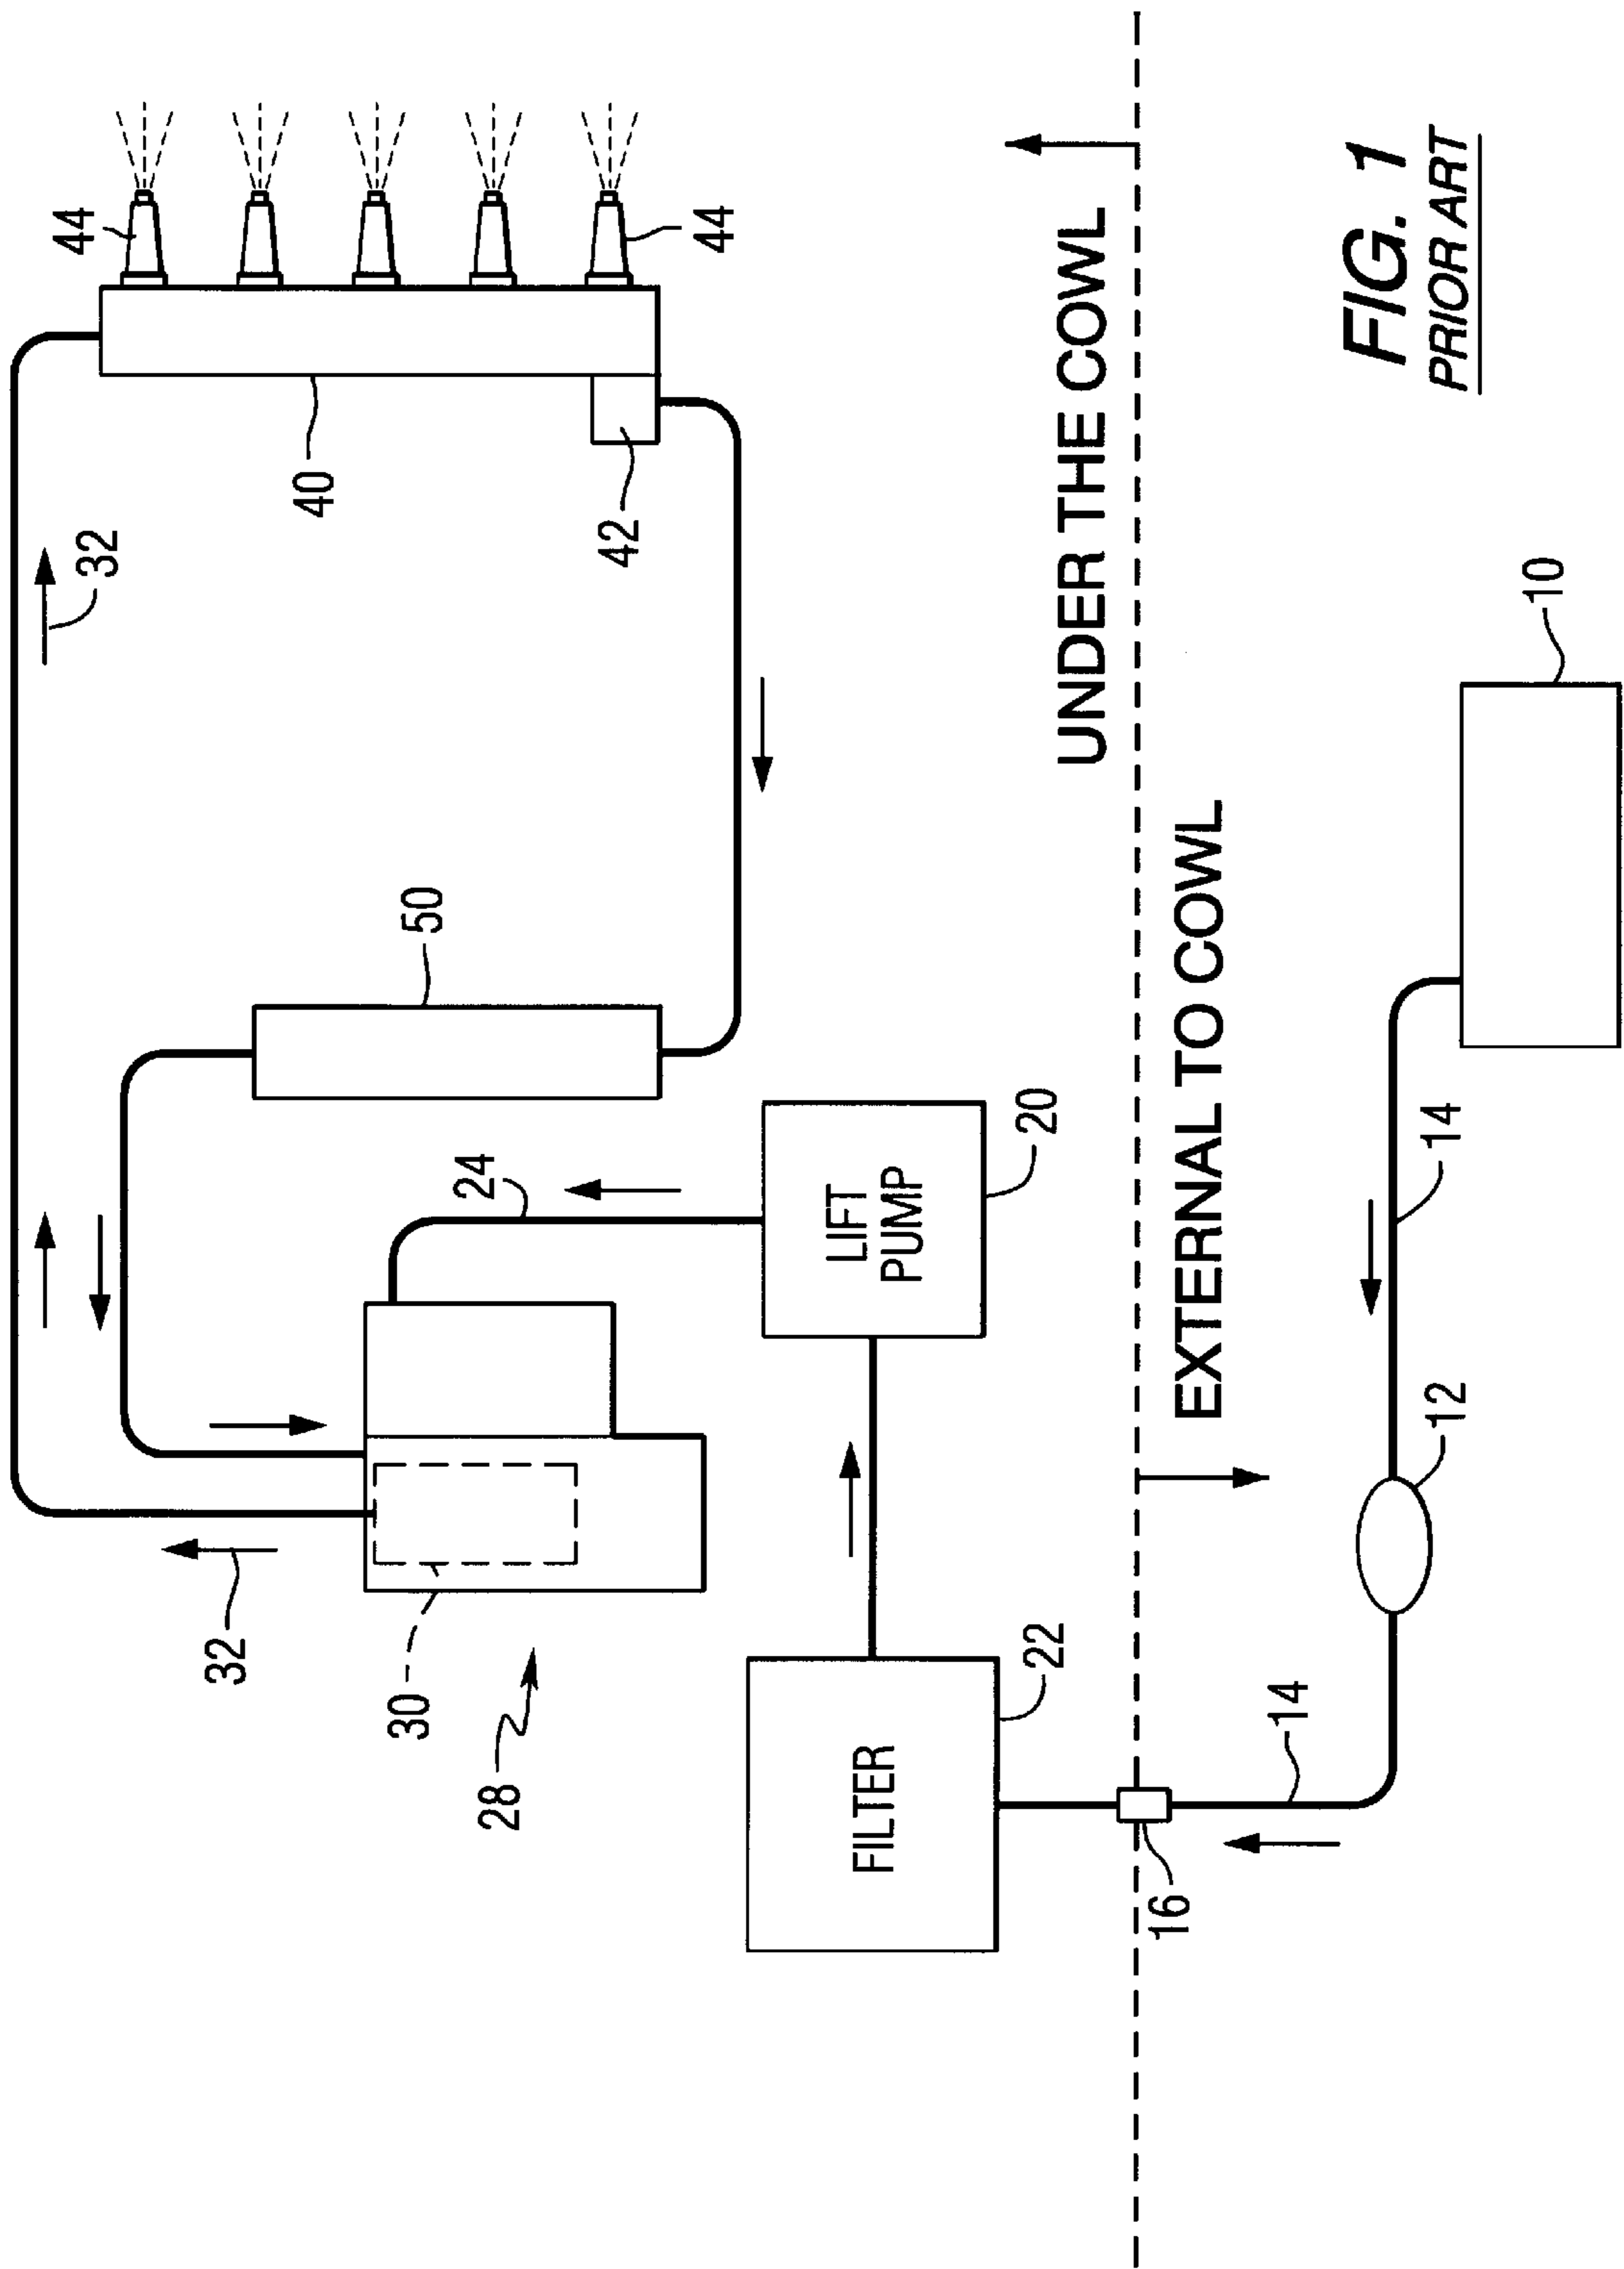 44
44
32
40
42
50
24
32
30
28
LIFT
PUMP
20
FILTER
22
UNDER THE COWL
EXTERNAL TO COWL
16
14
12
14
10
FIG. 1
PRIOR ART